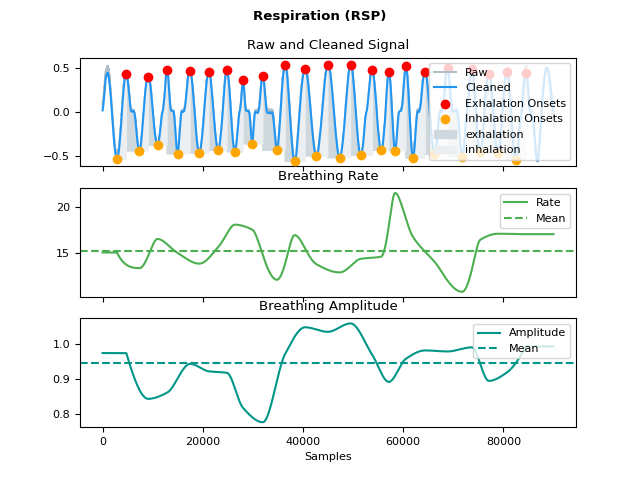 Respiration (RSP)
Raw and Cleaned Signal
0.5
0.0
−0.5
Raw
Cleaned
Exhalation Onsets
Inhalation Onsets
exhalation
inhalation
Breathing Rate
20
15
Rate
Mean
Breathing Amplitude
1.0
0.9
0.8
Amplitude
Mean
0
20000
40000
60000
80000
Samples